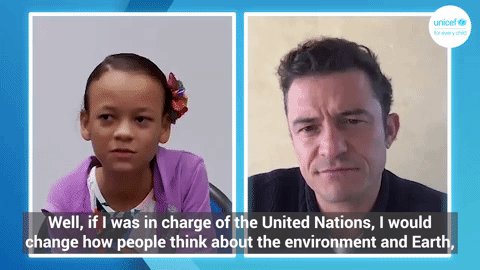 unicef
for every child
Well, if I was in charge of the United Nations, I would
change how people think about the environment and Earth,